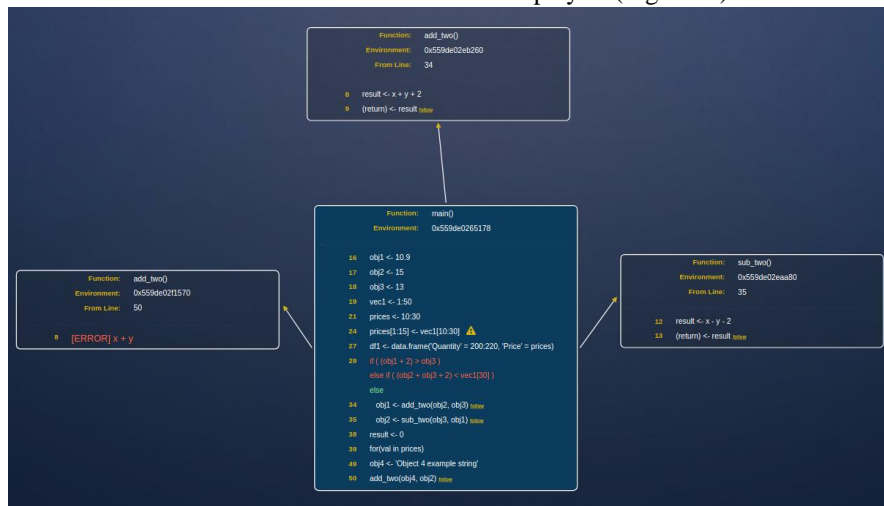 Function: add_two()
Environment: 0x559de02eb260
From Line: 34
8 result <- x + y + 2
9 (return) <- result follow
Function: main()
Environment: 0x559de0265178
16 obj1 <- 10.9
17 obj2 <- 15
18 obj3 <- 13
19 vec1 <- 1:50
21 prices <- 10:30
24 prices[1:15] <- vec1[10:30]
27 df1 <- data.frame('Quantity' = 200:220, 'Price' = prices)
29 if ( (obj1 + 2) > obj3 )
else if ( (obj2 + obj3 + 2) < vec1[30] )
else
34 obj1 <- add_two(obj2, obj3) follow
35 obj2 <- sub_two(obj3, obj1) follow
38 result <- 0
39 for(val in prices)
49 obj4 <- 'Object 4 example string'
50 add_two(obj4, obj2) follow
Function: add_two()
Environment: 0x559de02f1570
From Line: 50
8 [ERROR] x + y
Function: sub_two()
Environment: 0x559de02eaa80
From Line: 35
12 result <- x - y - 2
13 (return) <- result follow